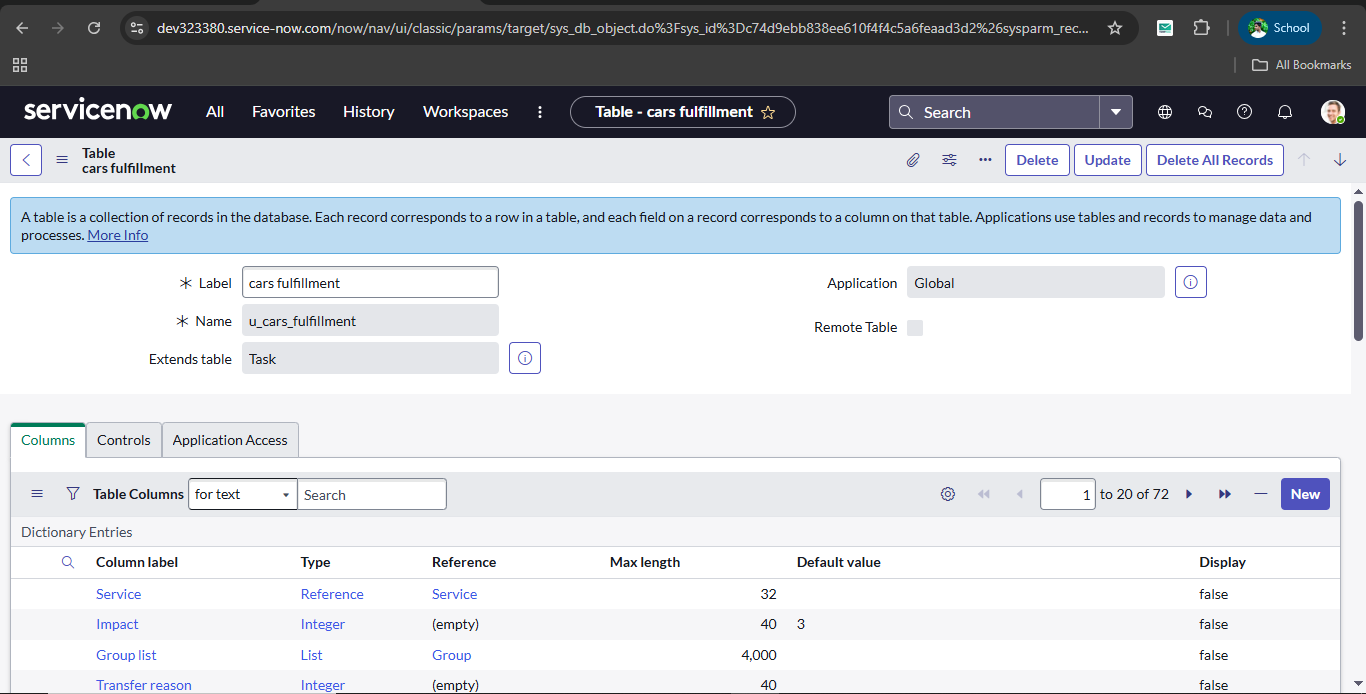 dev323380.service-now.com/now/nav/ui/classic/params/target/sys_db_object.do%3Fsys_id%3Dc74d9ebb838ee610f4f4c5a6feaad3d2%26sysparm_rec...
School
All Bookmarks
servicenow All Favorites History Workspaces Table - cars fulfillment Search
Table
cars fulfillment
Delete Update Delete All Records
A table is a collection of records in the database. Each record corresponds to a row in a table, and each field on a record corresponds to a column on that table. Applications use tables and records to manage data and
processes. More Info
Label cars fulfillment Application Global
Name u_cars_fulfillment Remote Table
Extends table Task
Columns Controls Application Access
Table Columns for text Search 1 to 20 of 72 New
Dictionary Entries
Column label Type Reference Max length Default value Display
Service Reference Service 32 false
Impact Integer (empty) 40 3 false
Group list List Group 4,000 false
Transfer reason Integer (empty) 40 false